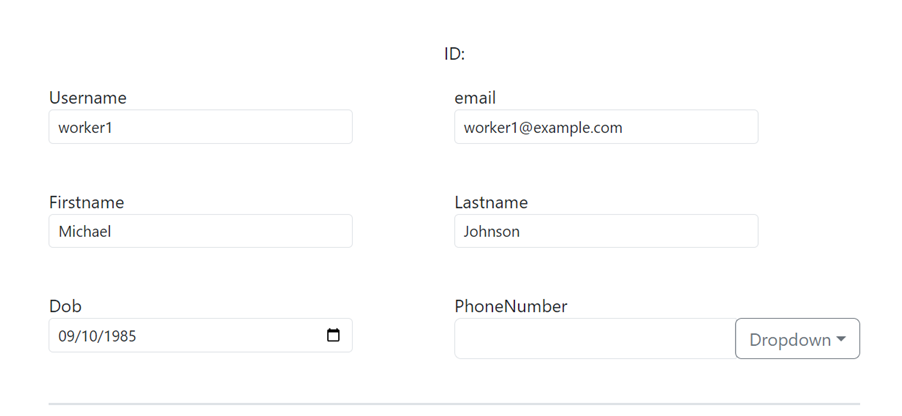 ID:
Username
email
worker1
worker1@example.com
Firstname
Lastname
Michael
Johnson
Dob
PhoneNumber
09/10/1985
Dropdown